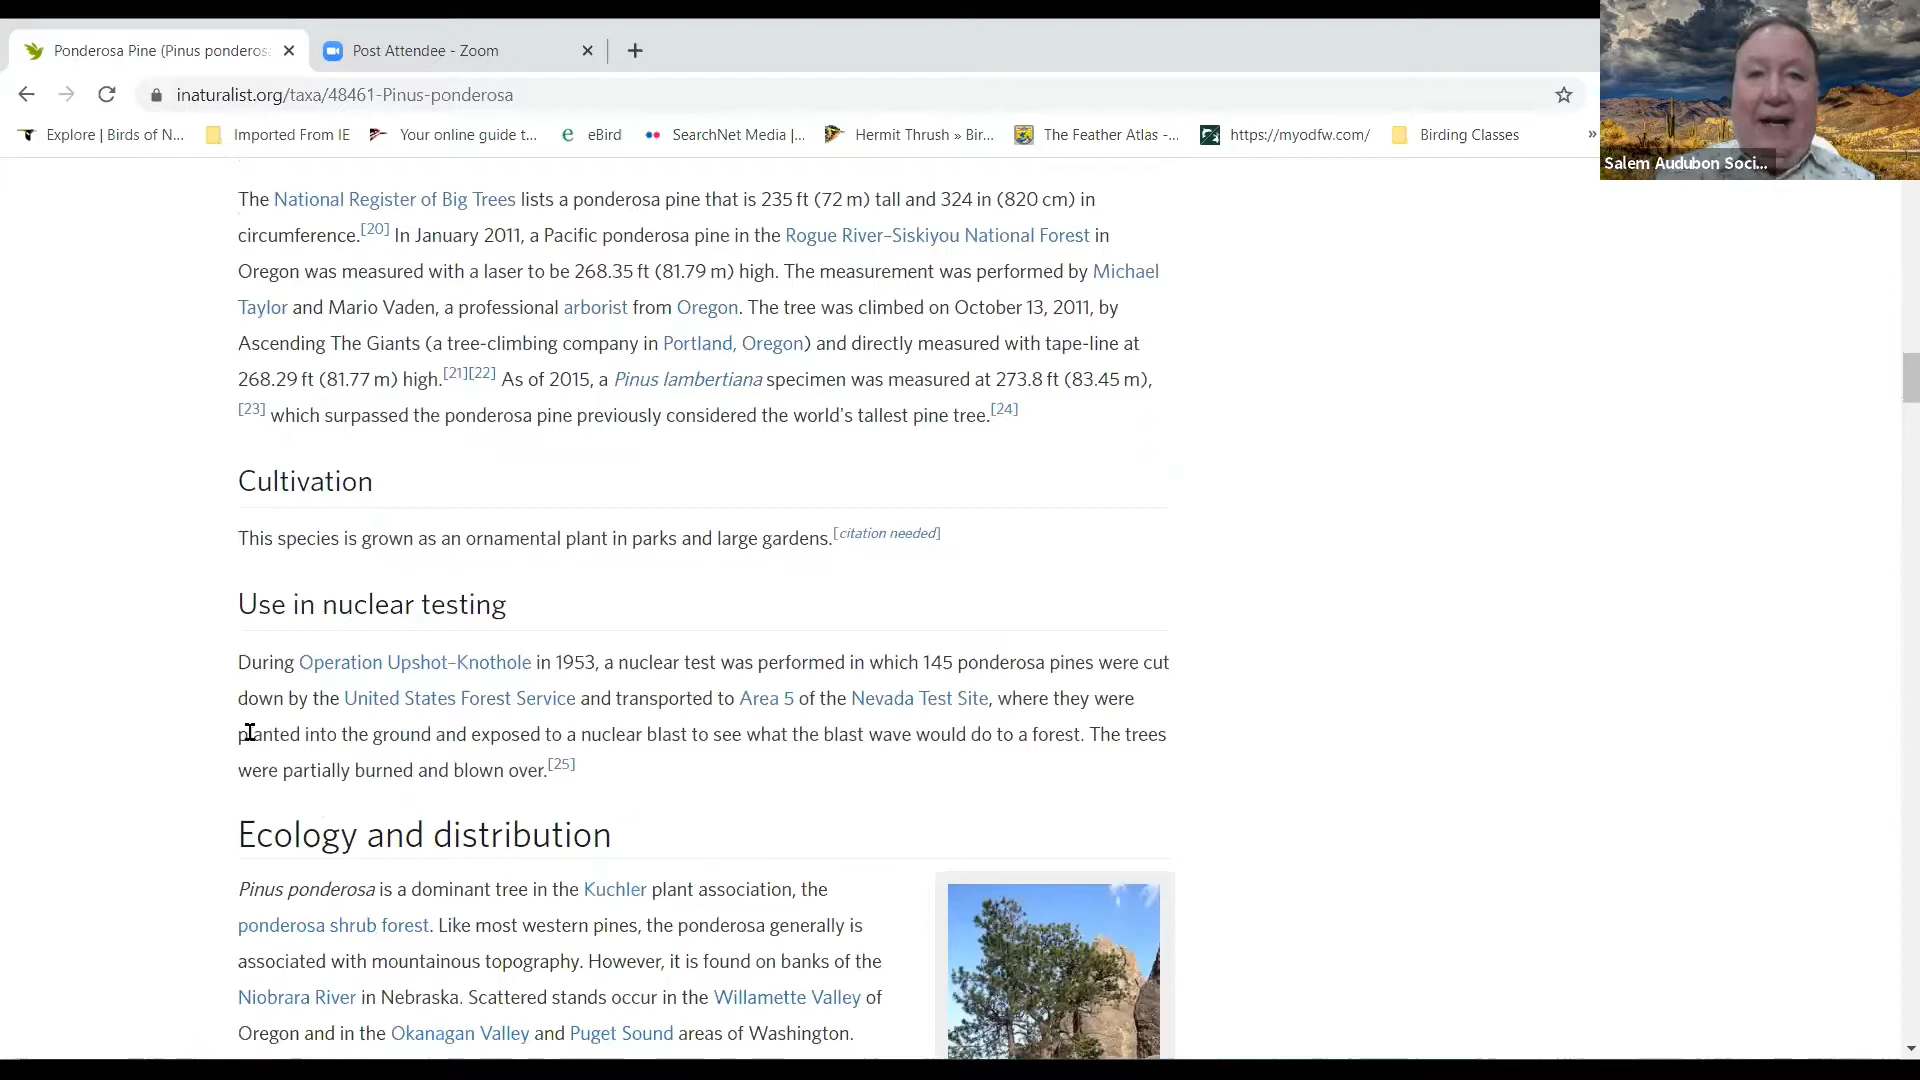 Ponderosa Pine (Pinus ponderos
Post Attendee - Zoom
inaturalist.org/taxa/48461-Pinus-ponderosa
Explore | Birds of N...
Imported From IE
Your online guide t...
eBird
SearchNet Media |...
Hermit Thrush » Bir...
The Feather Atlas -...
https://myodfw.com/
Birding Classes
»
Salem Audubon Soci...
The National Register of Big Trees lists a ponderosa pine that is 235 ft (72 m) tall and 324 in (820 cm) in
circumference.[20] In January 2011, a Pacific ponderosa pine in the Rogue River–Siskiyou National Forest in
Oregon was measured with a laser to be 268.35 ft (81.79 m) high. The measurement was performed by Michael
Taylor and Mario Vaden, a professional arborist from Oregon. The tree was climbed on October 13, 2011, by
Ascending The Giants (a tree-climbing company in Portland, Oregon) and directly measured with tape-line at
268.29 ft (81.77 m) high.[21][22] As of 2015, a Pinus lambertiana specimen was measured at 273.8 ft (83.45 m),
[23] which surpassed the ponderosa pine previously considered the world's tallest pine tree.[24]
Cultivation
This species is grown as an ornamental plant in parks and large gardens.[citation needed]
Use in nuclear testing
During Operation Upshot–Knothole in 1953, a nuclear test was performed in which 145 ponderosa pines were cut
down by the United States Forest Service and transported to Area 5 of the Nevada Test Site, where they were
planted into the ground and exposed to a nuclear blast to see what the blast wave would do to a forest. The trees
were partially burned and blown over.[25]
Ecology and distribution
Pinus ponderosa is a dominant tree in the Kuchler plant association, the
ponderosa shrub forest. Like most western pines, the ponderosa generally is
associated with mountainous topography. However, it is found on banks of the
Niobrara River in Nebraska. Scattered stands occur in the Willamette Valley of
Oregon and in the Okanagan Valley and Puget Sound areas of Washington.